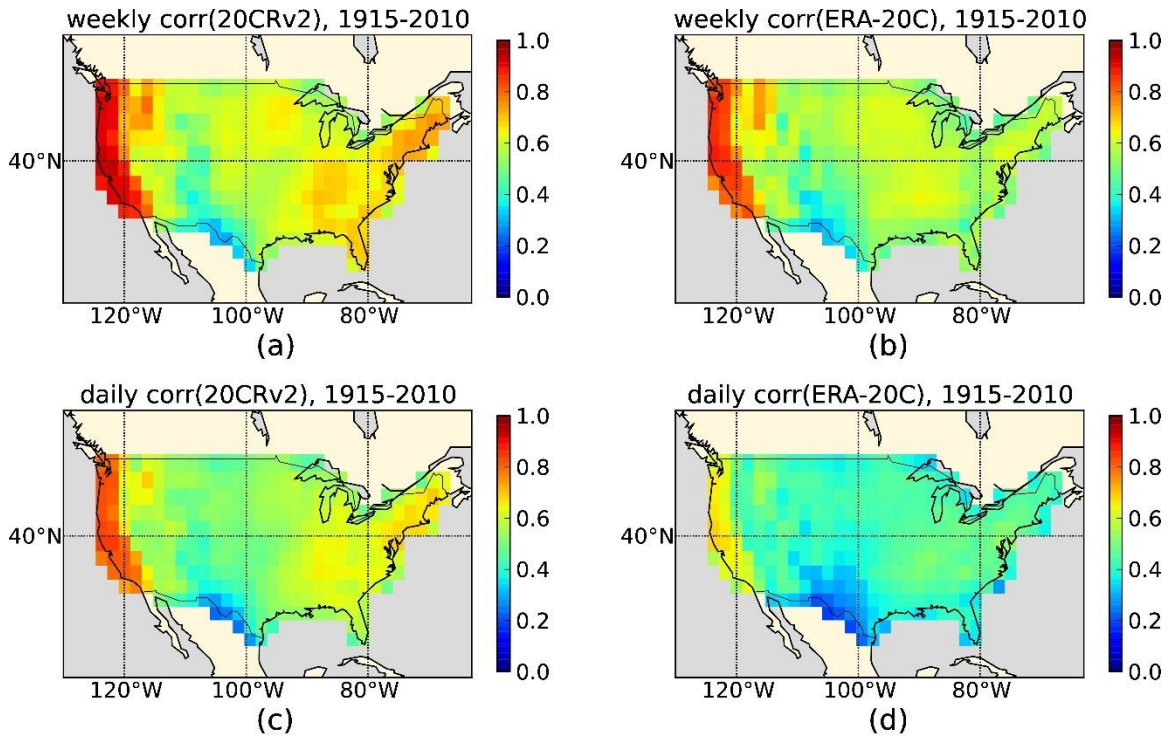 weekly corr(20CRv2), 1915-2010
weekly corr(ERA-20C), 1915-2010
1.0
0.8
0.6
0.4
0.2
0.0
40°N
120°W
100°W
80°W
(a)
1.0
0.8
0.6
0.4
0.2
0.0
40°N
120°W
100°W
80°W
(b)
daily corr(20CRv2), 1915-2010
daily corr(ERA-20C), 1915-2010
1.0
0.8
0.6
0.4
0.2
0.0
40°N
120°W
100°W
80°W
(c)
1.0
0.8
0.6
0.4
0.2
0.0
40°N
120°W
100°W
80°W
(d)